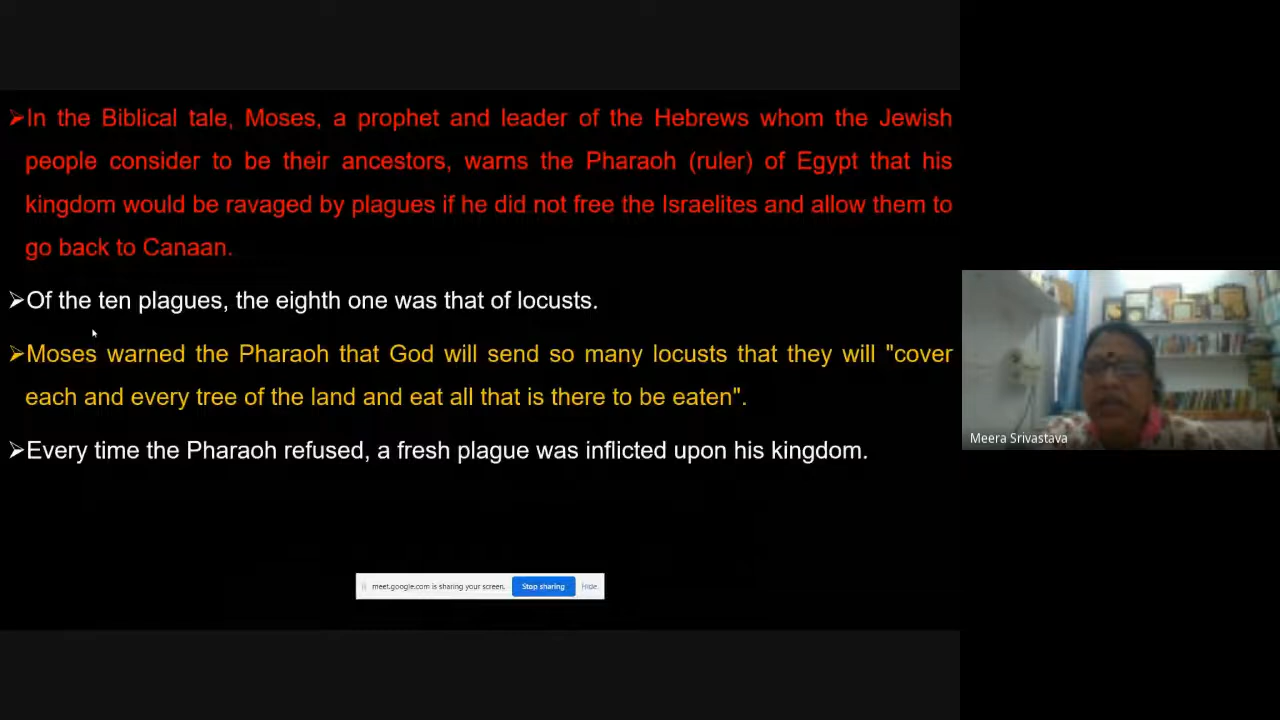 ➢In the Biblical tale, Moses, a prophet and leader of the Hebrews whom the Jewish
people consider to be their ancestors, warns the Pharaoh (ruler) of Egypt that his
kingdom would be ravaged by plagues if he did not free the Israelites and allow them to
go back to Canaan.
➢Of the ten plagues, the eighth one was that of locusts.
➢Moses warned the Pharaoh that God will send so many locusts that they will "cover
each and every tree of the land and eat all that is there to be eaten".
➢Every time the Pharaoh refused, a fresh plague was inflicted upon his kingdom.
Meera Srivastava
meet.google.com is sharing your screen. Stop sharing Hide